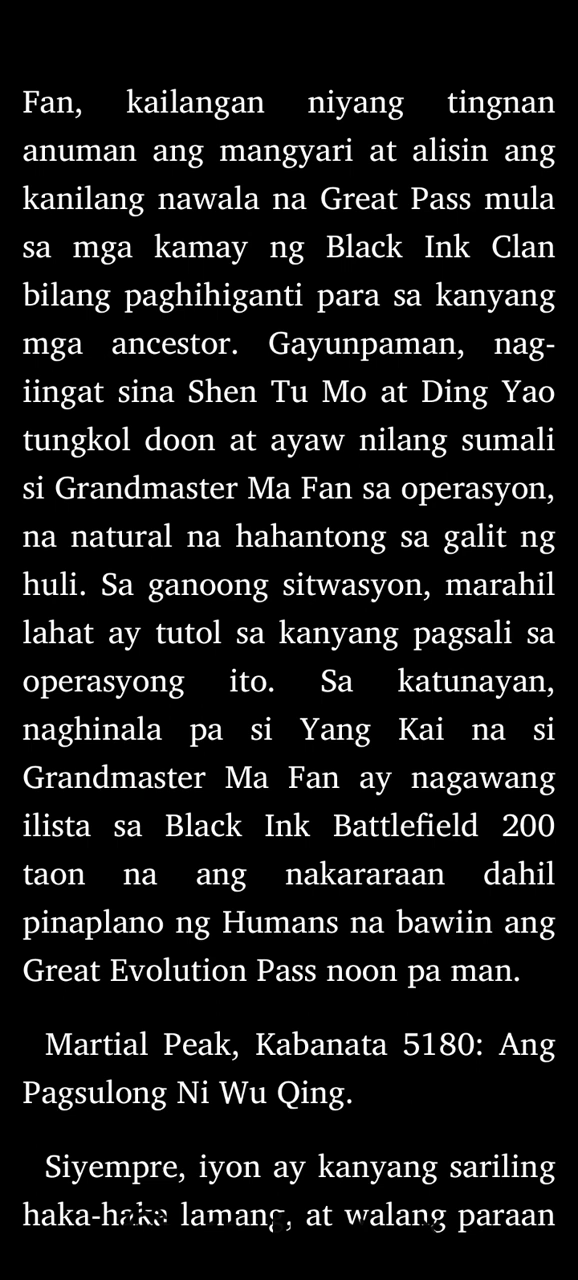 Fan, kailangan niyang tingnan
anuman ang mangyari at alisin ang
kanilang nawala na Great Pass mula
sa mga kamay ng Black Ink Clan
bilang paghihiganti para sa kanyang
mga ancestor. Gayunpaman, nag-
iingat sina Shen Tu Mo at Ding Yao
tungkol doon at ayaw nilang sumali
si Grandmaster Ma Fan sa operasyon,
na natural na hahantong sa galit ng
huli. Sa ganoong sitwasyon, marahil
lahat ay tutol sa kanyang pagsali sa
operasyong ito. Sa katunayan,
naghinala pa si Yang Kai na si
Grandmaster Ma Fan ay nagawang
ilista sa Black Ink Battlefield 200
taon na ang nakararaan dahil
pinaplano ng Humans na bawiin ang
Great Evolution Pass noon pa man.
Martial Peak, Kabanata 5180: Ang
Pagsulong Ni Wu Qing.
Siyempre, iyon ay kanyang sariling
haka-haka lamang, at walang paraan